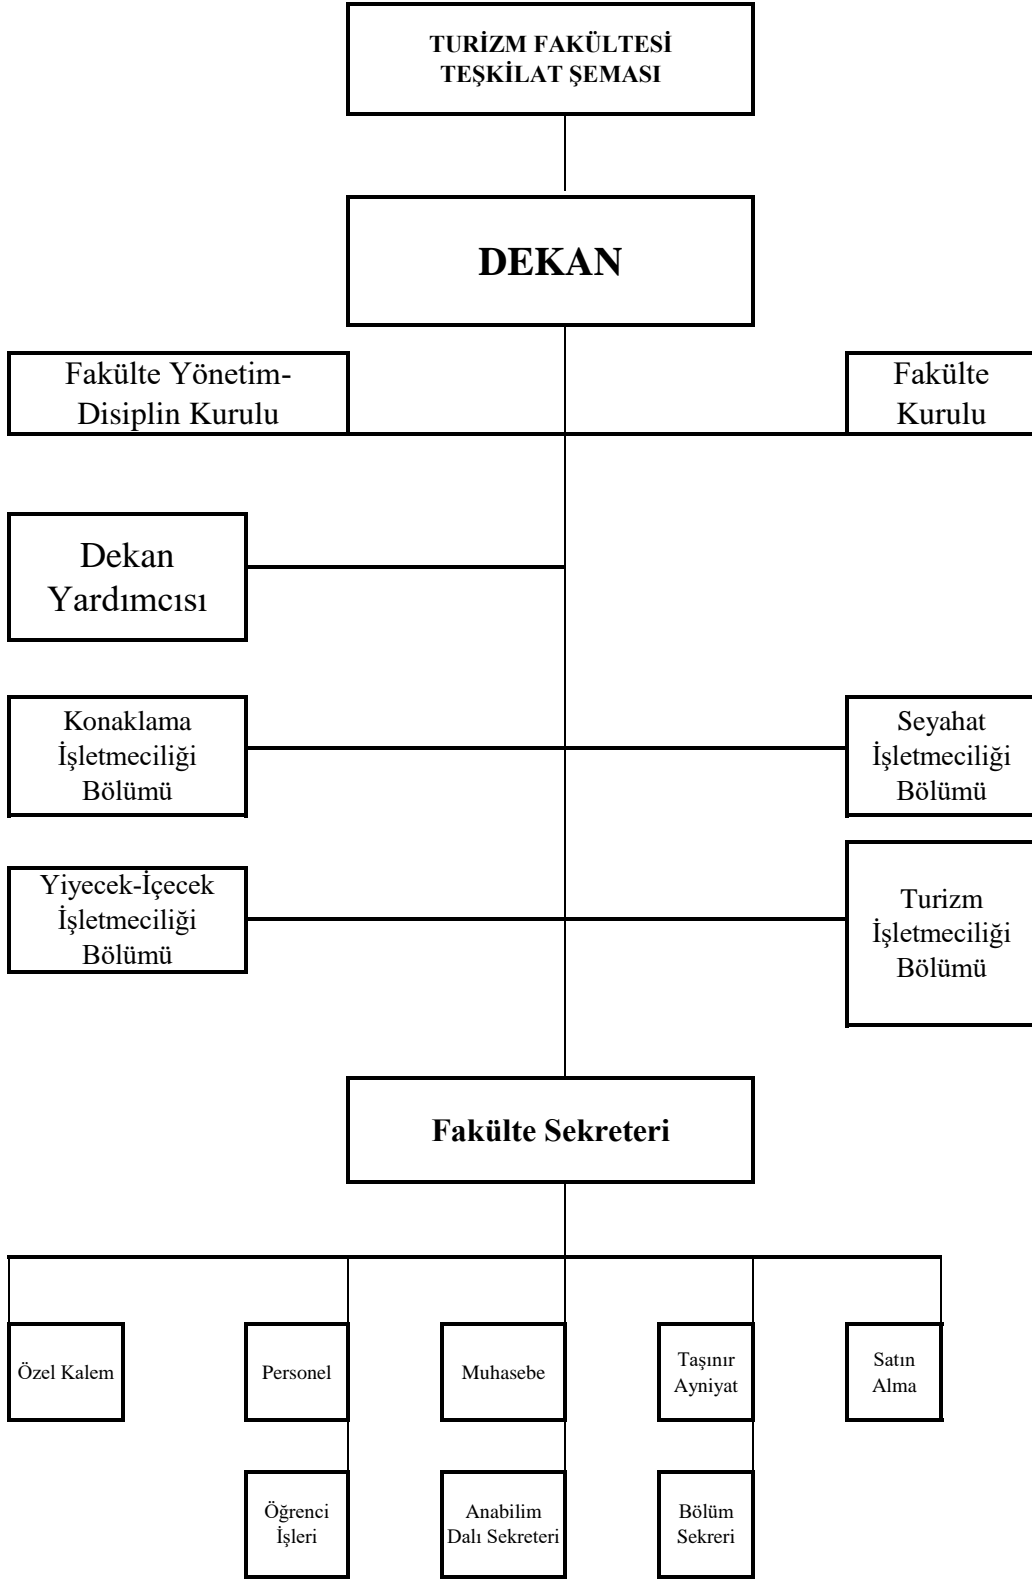 TURİZM FAKÜLTESİ
TEŞKİLAT ŞEMASI
DEKAN
Fakülte Yönetim-
Disiplin Kurulu
Fakülte
Kurulu
Dekan
Yardımcısı
Konaklama
İşletmeciliği
Bölümü
Seyahat
İşletmeciliği
Bölümü
Yiyecek-İçecek
İşletmeciliği
Bölümü
Turizm
İşletmeciliği
Bölümü
Fakülte Sekreteri
Özel Kalem
Personel
Muhasebe
Taşınır
Ayniyat
Satın
Alma
Öğrenci
İşleri
Anabilim
Dalı Sekreteri
Bölüm
Sekreri